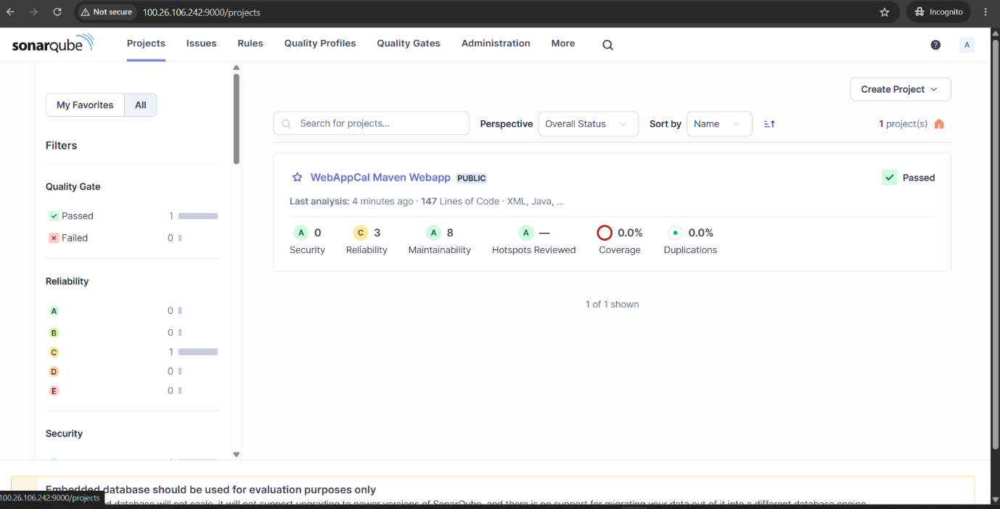 Not secure 100.26.106.242:9000/projects Incognito
sonarqube Projects Issues Rules Quality Profiles Quality Gates Administration More ? A
My Favorites All
Filters
Quality Gate
Passed 1
Failed 0
Reliability
A 0
B 0
C 1
D 0
E 0
Security
Create Project
Search for projects... Perspective Overall Status Sort by Name 1 project(s)
WebAppCal Maven Webapp PUBLIC Passed
Last analysis: 4 minutes ago · 147 Lines of Code · XML, Java, ...
A 0 C 3 A 8 A — 0.0% 0.0%
Security Reliability Maintainability Hotspots Reviewed Coverage Duplications
1 of 1 shown
Embedded database should be used for evaluation purposes only
100.26.106.242:9000/projects
d database will not scale, it will not support upgrading to newer versions of SonarQube, and there is no support for migrating your data out of it into a different database engine.